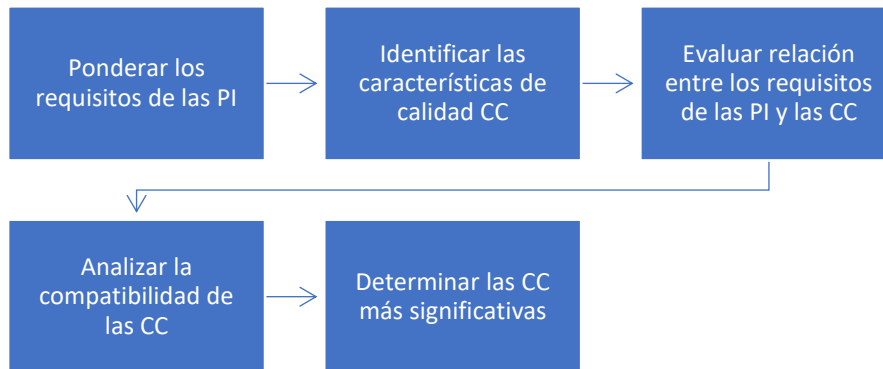 Ponderar los
requisitos de las PI
Identificar las
características de
calidad CC
Evaluar relación
entre los requisitos
de las PI y las CC
Analizar la
compatibilidad de
las CC
Determinar las CC
más significativas